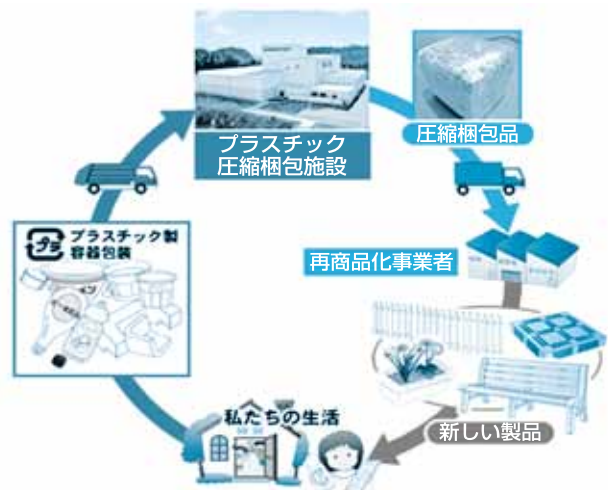 プラスチック
圧縮梱包施設
圧縮梱包品
プラ
プラスチック製
容器包装
再商品化事業者
新しい製品
私たちの生活